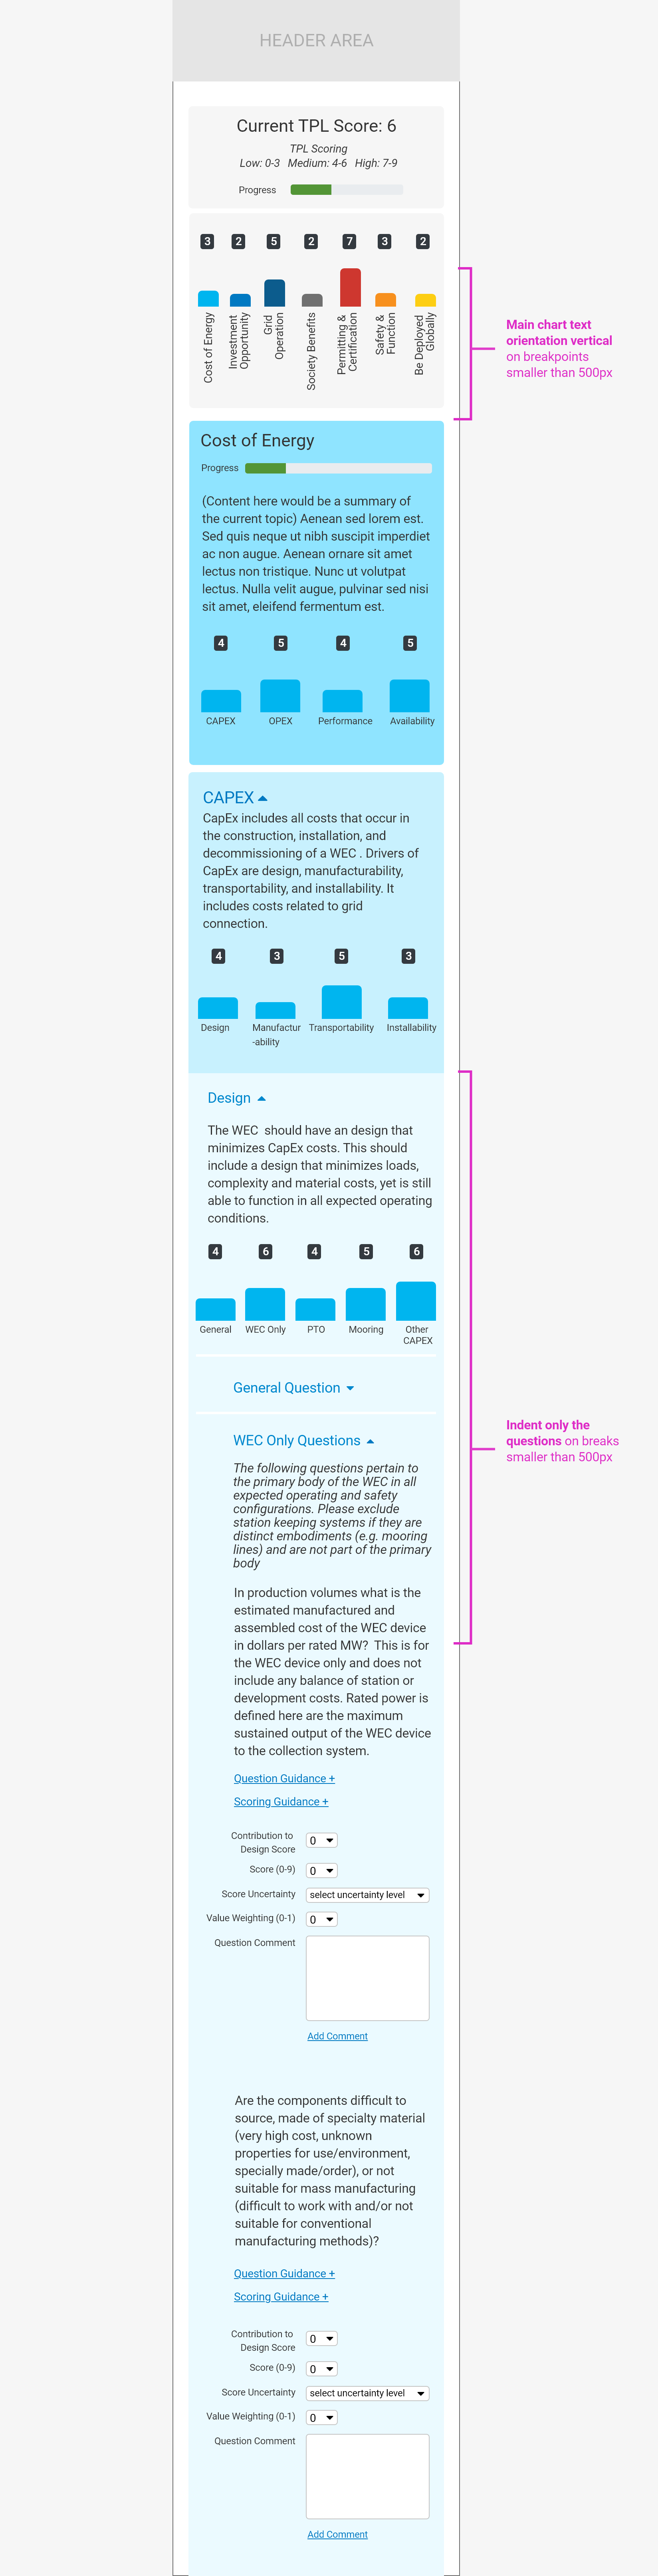 HEADER AREA
Current TPL Score: 6
TPL Scoring
Low: 0-3 Medium: 4-6 High: 7-9
Progress
3 2 5 2 7 3 2
Cost of Energy
Investment
Opportunity
Grid
Operation
Society Benefits
Permitting &
Certification
Safety &
Function
Be Deployed
Globally
Main chart text
orientation vertical
on breakpoints
smaller than 500px
Cost of Energy
Progress
(Content here would be a summary of
the current topic) Aenean sed lorem est.
Sed quis neque ut nibh suscipit imperdiet
ac non augue. Aenean ornare sit amet
lectus non tristique. Nunc ut volutpat
lectus. Nulla velit augue, pulvinar sed nisi
sit amet, eleifend fermentum est.
4 5 4 5
CAPEX OPEX Performance Availability
CAPEX
CapEx includes all costs that occur in
the construction, installation, and
decommissioning of a WEC . Drivers of
CapEx are design, manufacturability,
transportability, and installability. It
includes costs related to grid
connection.
4 3 5 3
Design Manufactur Transportability Installability
-ability
Design
The WEC  should have an design that
minimizes CapEx costs. This should
include a design that minimizes loads,
complexity and material costs, yet is still
able to function in all expected operating
conditions.
4 6 4 5 6
General WEC Only PTO Mooring Other
CAPEX
General Question
Indent only the
questions on breaks
smaller than 500px
WEC Only Questions
The following questions pertain to
the primary body of the WEC in all
expected operating and safety
configurations. Please exclude
station keeping systems if they are
distinct embodiments (e.g. mooring
lines) and are not part of the primary
body
In production volumes what is the
estimated manufactured and
assembled cost of the WEC device
in dollars per rated MW?  This is for
the WEC device only and does not
include any balance of station or
development costs. Rated power is
defined here are the maximum
sustained output of the WEC device
to the collection system.
Question Guidance +
Scoring Guidance +
Contribution to
Design Score
0
Score (0-9) 0
Score Uncertainty select uncertainty level
Value Weighting (0-1) 0
Question Comment
Add Comment
Are the components difficult to
source, made of specialty material
(very high cost, unknown
properties for use/environment,
specially made/order), or not
suitable for mass manufacturing
(difficult to work with and/or not
suitable for conventional
manufacturing methods)?
Question Guidance +
Scoring Guidance +
Contribution to
Design Score
0
Score (0-9) 0
Score Uncertainty select uncertainty level
Value Weighting (0-1) 0
Question Comment
Add Comment